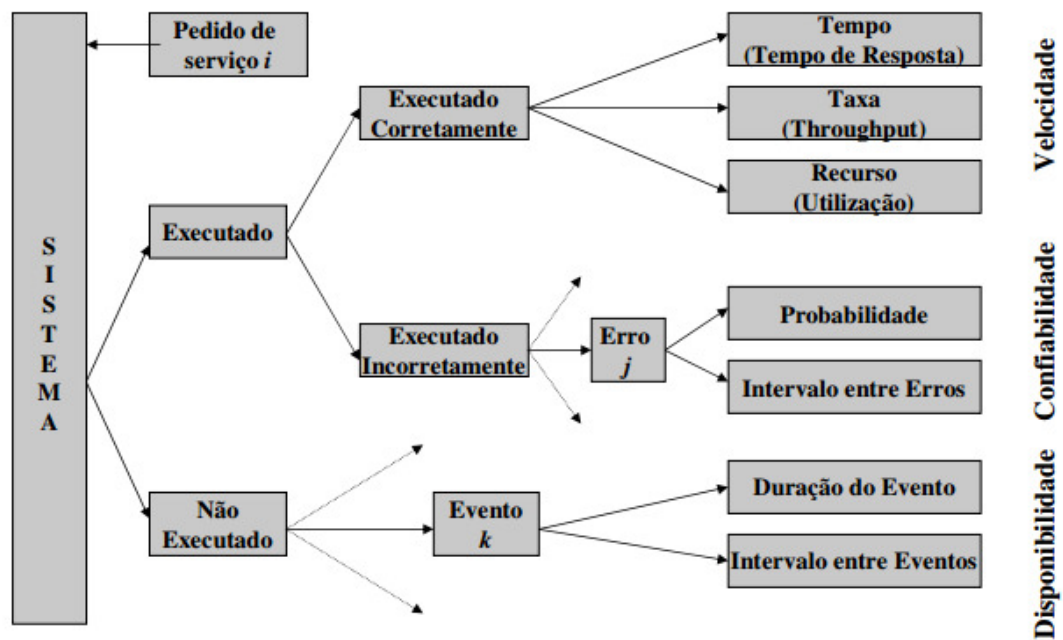 SISTEMA
Pedido de
serviço i
Executado
Executado
Corretamente
Tempo
(Tempo de Resposta)
Taxa
(Throughput)
Recurso
(Utilização)
Velocidade
Executado
Incorretamente
Erro
j
Probabilidade
Intervalo entre Erros
Confiabilidade
Não
Executado
Evento
k
Duração do Evento
Intervalo entre Eventos
Disponibilidade